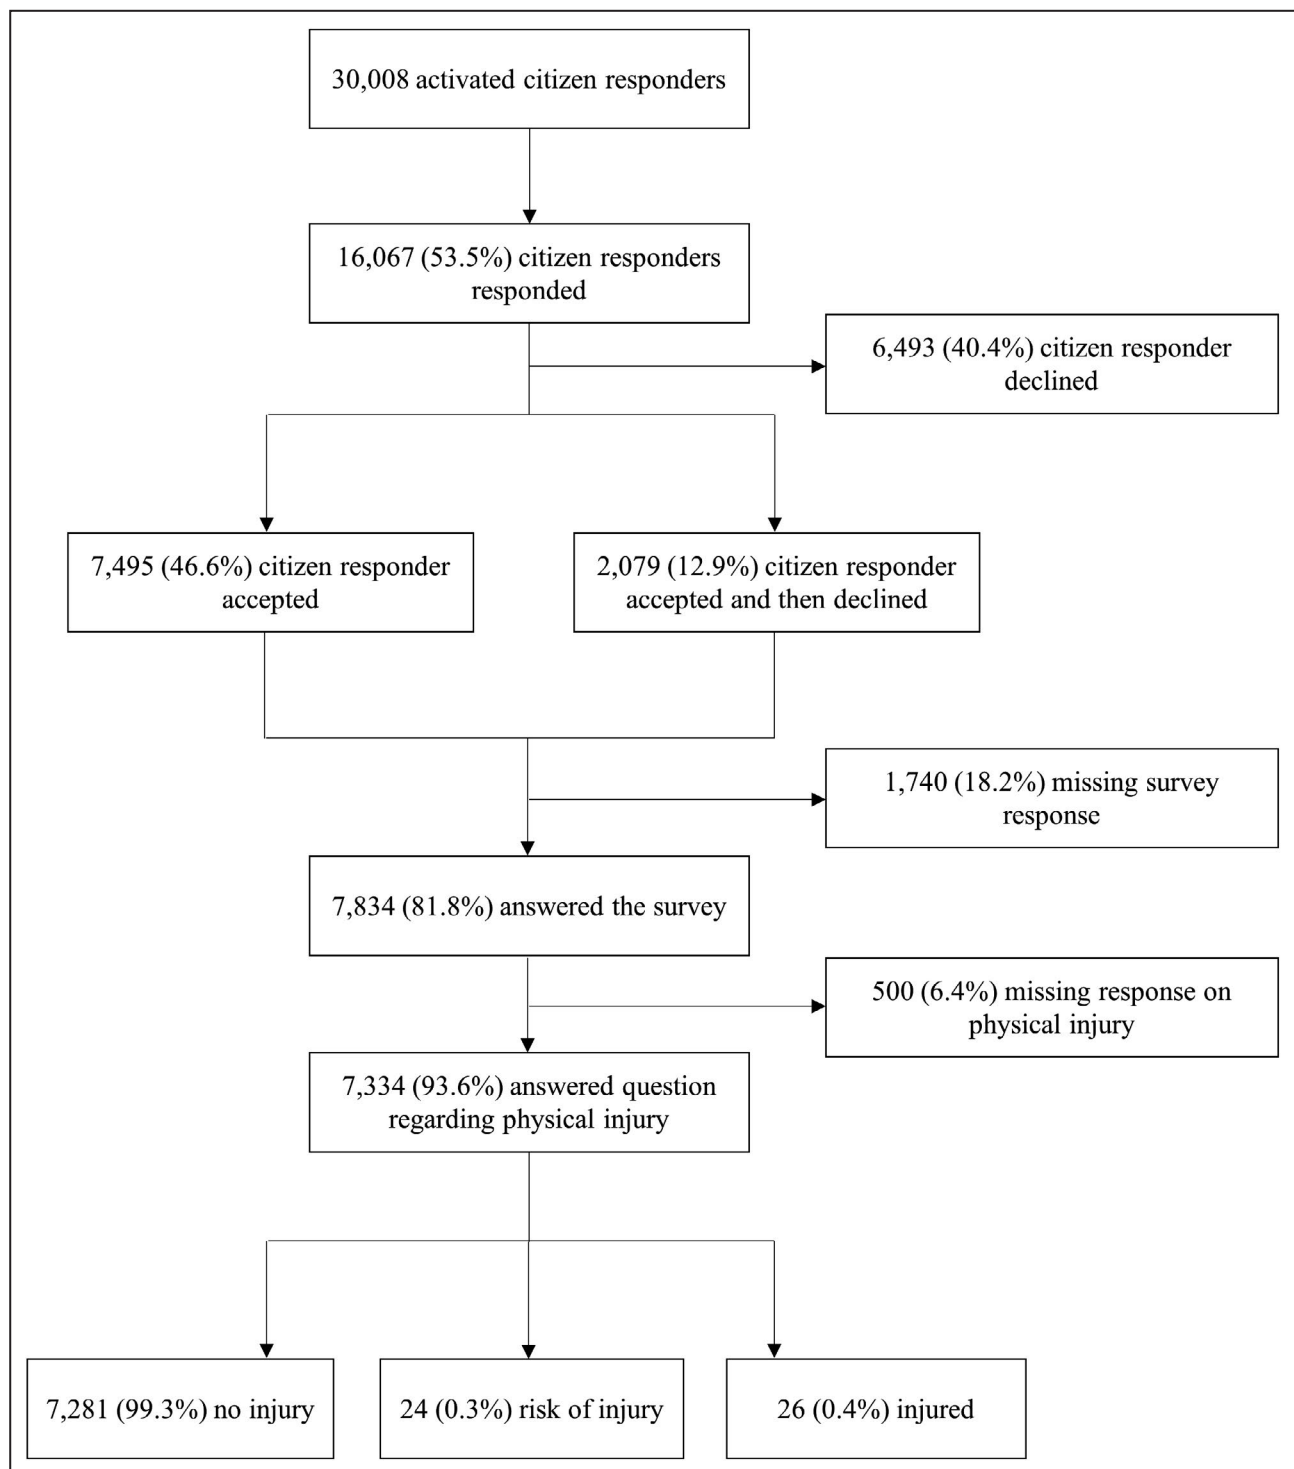 30,008 activated citizen responders
16,067 (53.5%) citizen responders
responded
6,493 (40.4%) citizen responder
declined
7,495 (46.6%) citizen responder
accepted
2,079 (12.9%) citizen responder
accepted and then declined
1,740 (18.2%) missing survey
response
7,834 (81.8%) answered the survey
500 (6.4%) missing response on
physical injury
7,334 (93.6%) answered question
regarding physical injury
7,281 (99.3%) no injury
24 (0.3%) risk of injury
26 (0.4%) injured